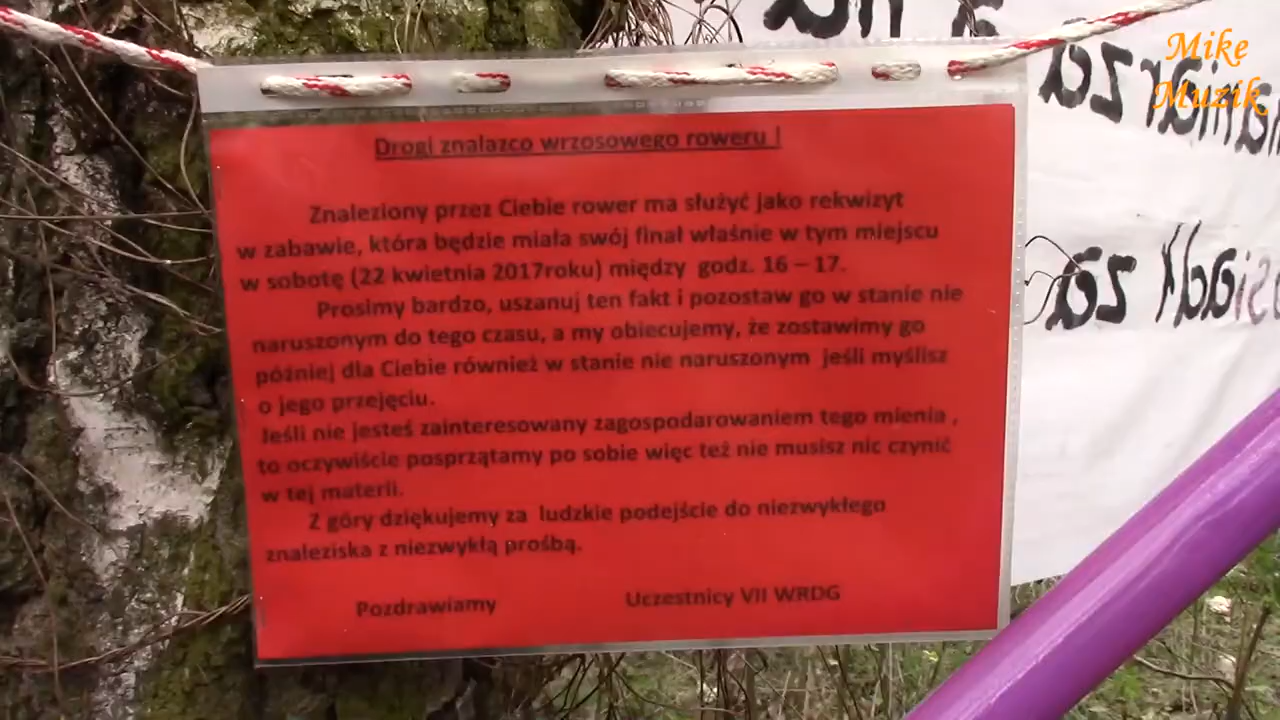 Mike
Muzik
Drogi znalazco wrzosowego roweru !
Znaleziony przez Ciebie rower ma służyć jako rekwizyt
w zabawie, która będzie miała swój finał właśnie w tym miejscu
w sobotę (22 kwietnia 2017roku) między godz. 16 – 17.
Prosimy bardzo, uszanuj ten fakt i pozostaw go w stanie nie
naruszonym do tego czasu, a my obiecujemy, że zostawimy go
później dla Ciebie również w stanie nie naruszonym jeśli myślisz
o jego przejęciu.
Jeśli nie jesteś zainteresowany zagospodarowaniem tego mienia ,
to oczywiście posprzątamy po sobie więc też nie musisz nic czynić
w tej materii.
Z góry dziękujemy za ludzkie podejście do niezwykłego
znaleziska z niezwykłą prośbą.
Pozdrawiamy Uczestnicy VII WRDG
za
za